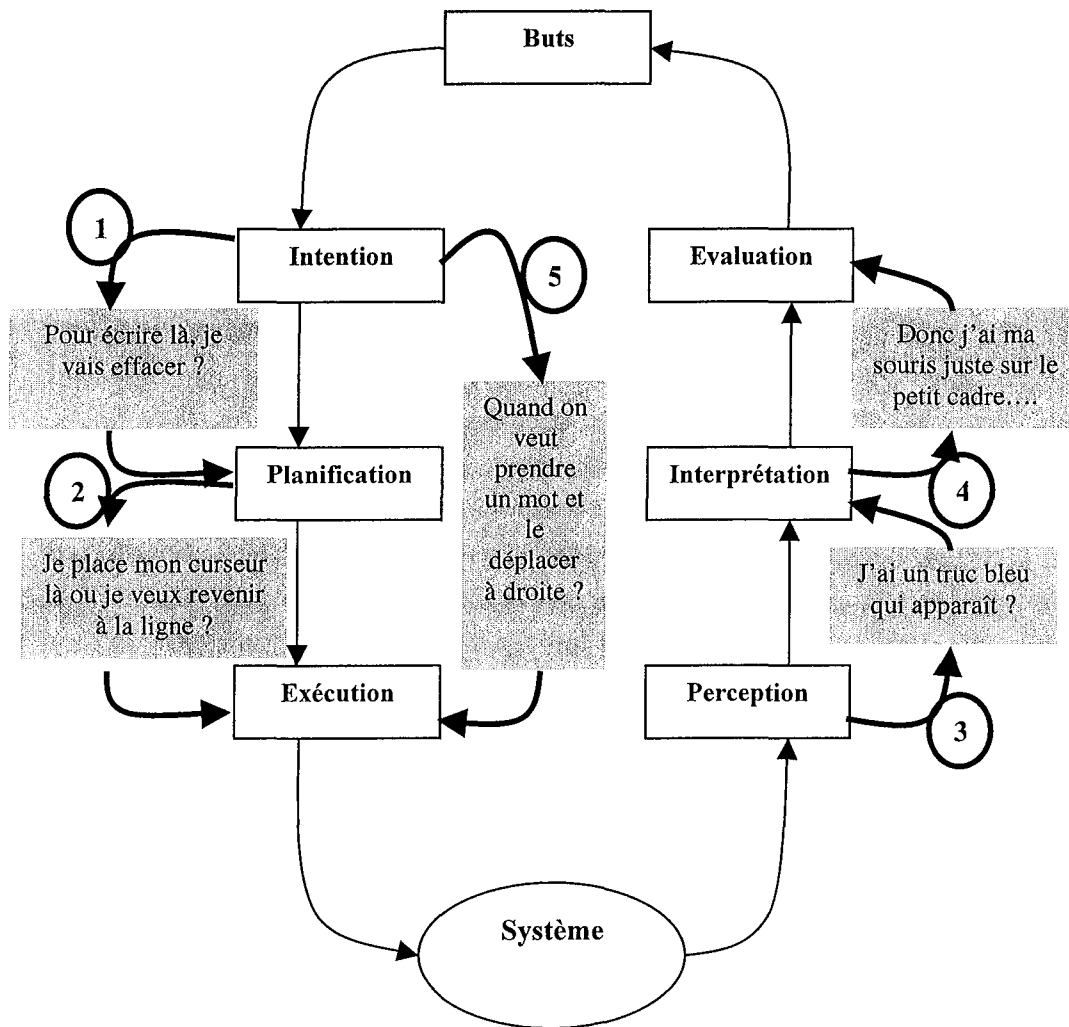 Buts
1
Intention
5
Evaluation
Pour écrire là, je
vais effacer ?
Donc j'ai ma
souris juste sur le
petit cadre….
Quand on
veut
prendre
un mot et
le
déplacer
à droite ?
2
Planification
Interprétation
4
Je place mon curseur
là ou je veux revenir
à la ligne ?
J'ai un truc bleu
qui apparaît ?
Exécution
Perception
3
Système